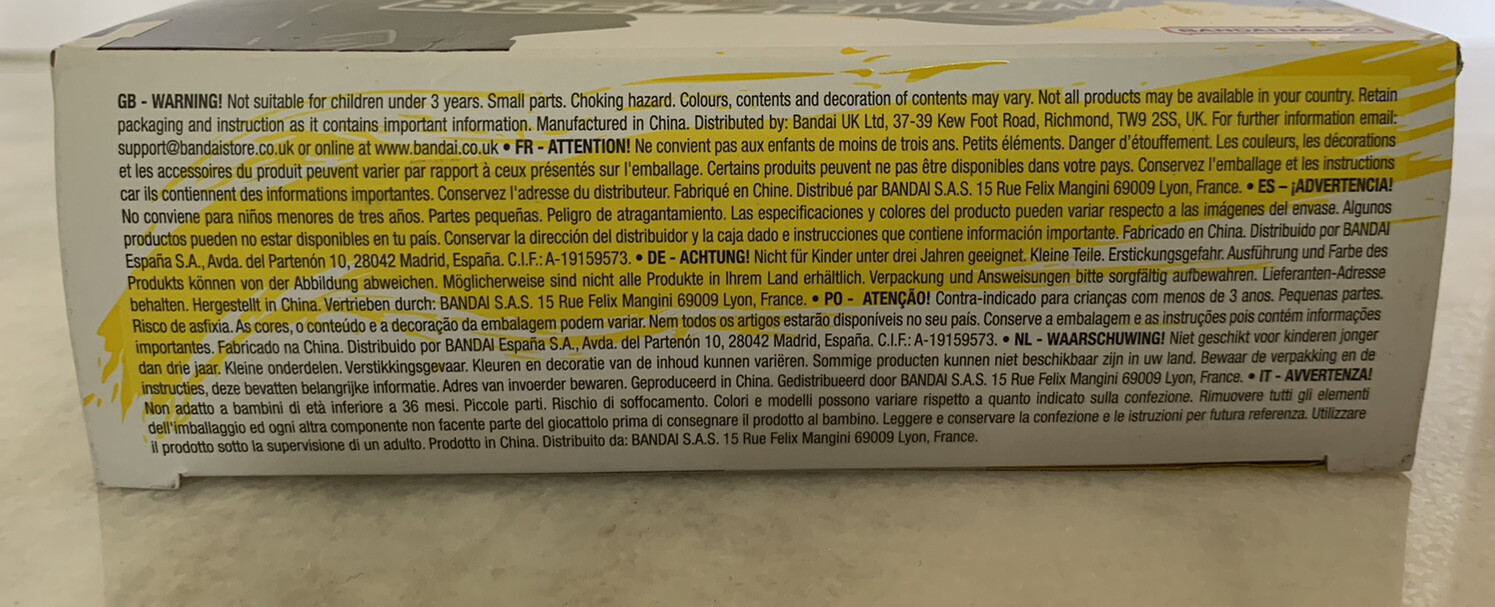 BEELZEMON
BANDAI NAMCO
GB - WARNING! Not suitable for children under 3 years. Small parts. Choking hazard. Colours, contents and decoration of contents may vary. Not all products may be available in your country. Retain
packaging and instruction as it contains important information. Manufactured in China. Distributed by: Bandai UK Ltd, 37-39 Kew Foot Road, Richmond, TW9 2SS, UK. For further information email:
support@bandaistore.co.uk or online at www.bandai.co.uk • FR - ATTENTION! Ne convient pas aux enfants de moins de trois ans. Petits éléments. Danger d'étouffement. Les couleurs, les décorations
et les accessoires du produit peuvent varier par rapport à ceux présentés sur l'emballage. Certains produits peuvent ne pas être disponibles dans votre pays. Conservez l'emballage et les instructions
car ils contiennent des informations importantes. Conservez l'adresse du distributeur. Fabriqué en Chine. Distribué par BANDAI S.A.S. 15 Rue Felix Mangini 69009 Lyon, France. • ES – ¡ADVERTENCIA!
No conviene para niños menores de tres años. Partes pequeñas. Peligro de atragantamiento. Las especificaciones y colores del producto pueden variar respecto a las imágenes del envase. Algunos
productos pueden no estar disponibles en tu país. Conservar la dirección del distribuidor y la caja dado e instrucciones que contiene información importante. Fabricado en China. Distribuido por BANDAI
España S.A., Avda. del Partenón 10, 28042 Madrid, España. C.I.F.: A-19159573. • DE - ACHTUNG! Nicht für Kinder unter drei Jahren geeignet. Kleine Teile. Erstickungsgefahr. Ausführung und Farbe des
Produkts können von der Abbildung abweichen. Möglicherweise sind nicht alle Produkte in Ihrem Land erhältlich. Verpackung und Answeisungen bitte sorgfältig aufbewahren. Lieferanten-Adresse
behalten. Hergestellt in China. Vertrieben durch: BANDAI S.A.S. 15 Rue Felix Mangini 69009 Lyon, France. • PO - ATENÇÃO! Contra-indicado para crianças com menos de 3 anos. Pequenas partes.
Risco de asfixia. As cores, o conteúdo e a decoração da embalagem podem variar. Nem todos os artigos estarão disponíveis no seu país. Conserve a embalagem e as instruções pois contém informações
importantes. Fabricado na China. Distribuido por BANDAI España S.A., Avda. del Partenón 10, 28042 Madrid, España. C.I.F.: A-19159573. • NL - WAARSCHUWING! Niet geschikt voor kinderen jonger
dan drie jaar. Kleine onderdelen. Verstikkingsgevaar. Kleuren en decoratie van de inhoud kunnen variëren. Sommige producten kunnen niet beschikbaar zijn in uw land. Bewaar de verpakking en de
instructies, deze bevatten belangrijke informatie. Adres van invoerder bewaren. Geproduceerd in China. Gedistribueerd door BANDAI S.A.S. 15 Rue Felix Mangini 69009 Lyon, France. • IT - AVVERTENZA!
Non adatto a bambini di età inferiore a 36 mesi. Piccole parti. Rischio di soffocamento. Colori e modelli possono variare rispetto a quanto indicato sulla confezione. Rimuovere tutti gli elementi
dell'imballaggio ed ogni altra componente non facente parte del giocattolo prima di consegnare il prodotto al bambino. Leggere e conservare la confezione e le istruzioni per futura referenza. Utilizzare
il prodotto sotto la supervisione di un adulto. Prodotto in China. Distribuito da: BANDAI S.A.S. 15 Rue Felix Mangini 69009 Lyon, France.